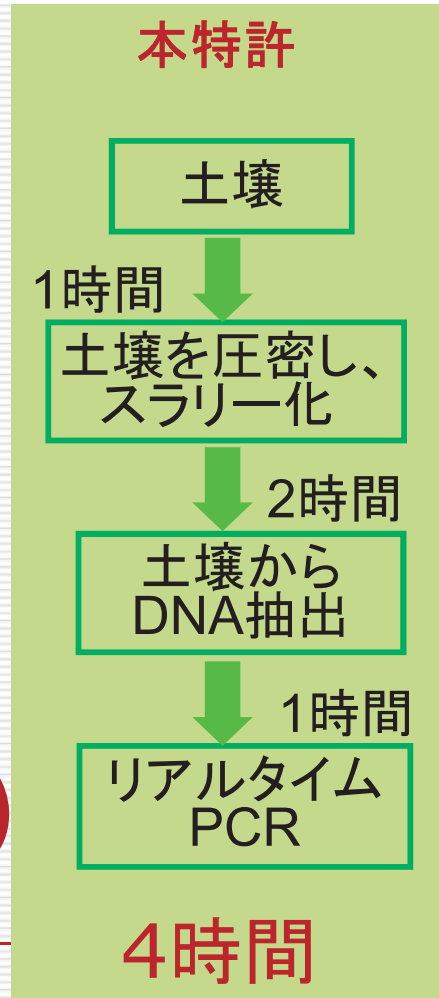 本特許
土壌
1時間
土壌を圧密し、
スラリー化
2時間
土壌から
DNA抽出
1時間
リアルタイム
PCR
4時間